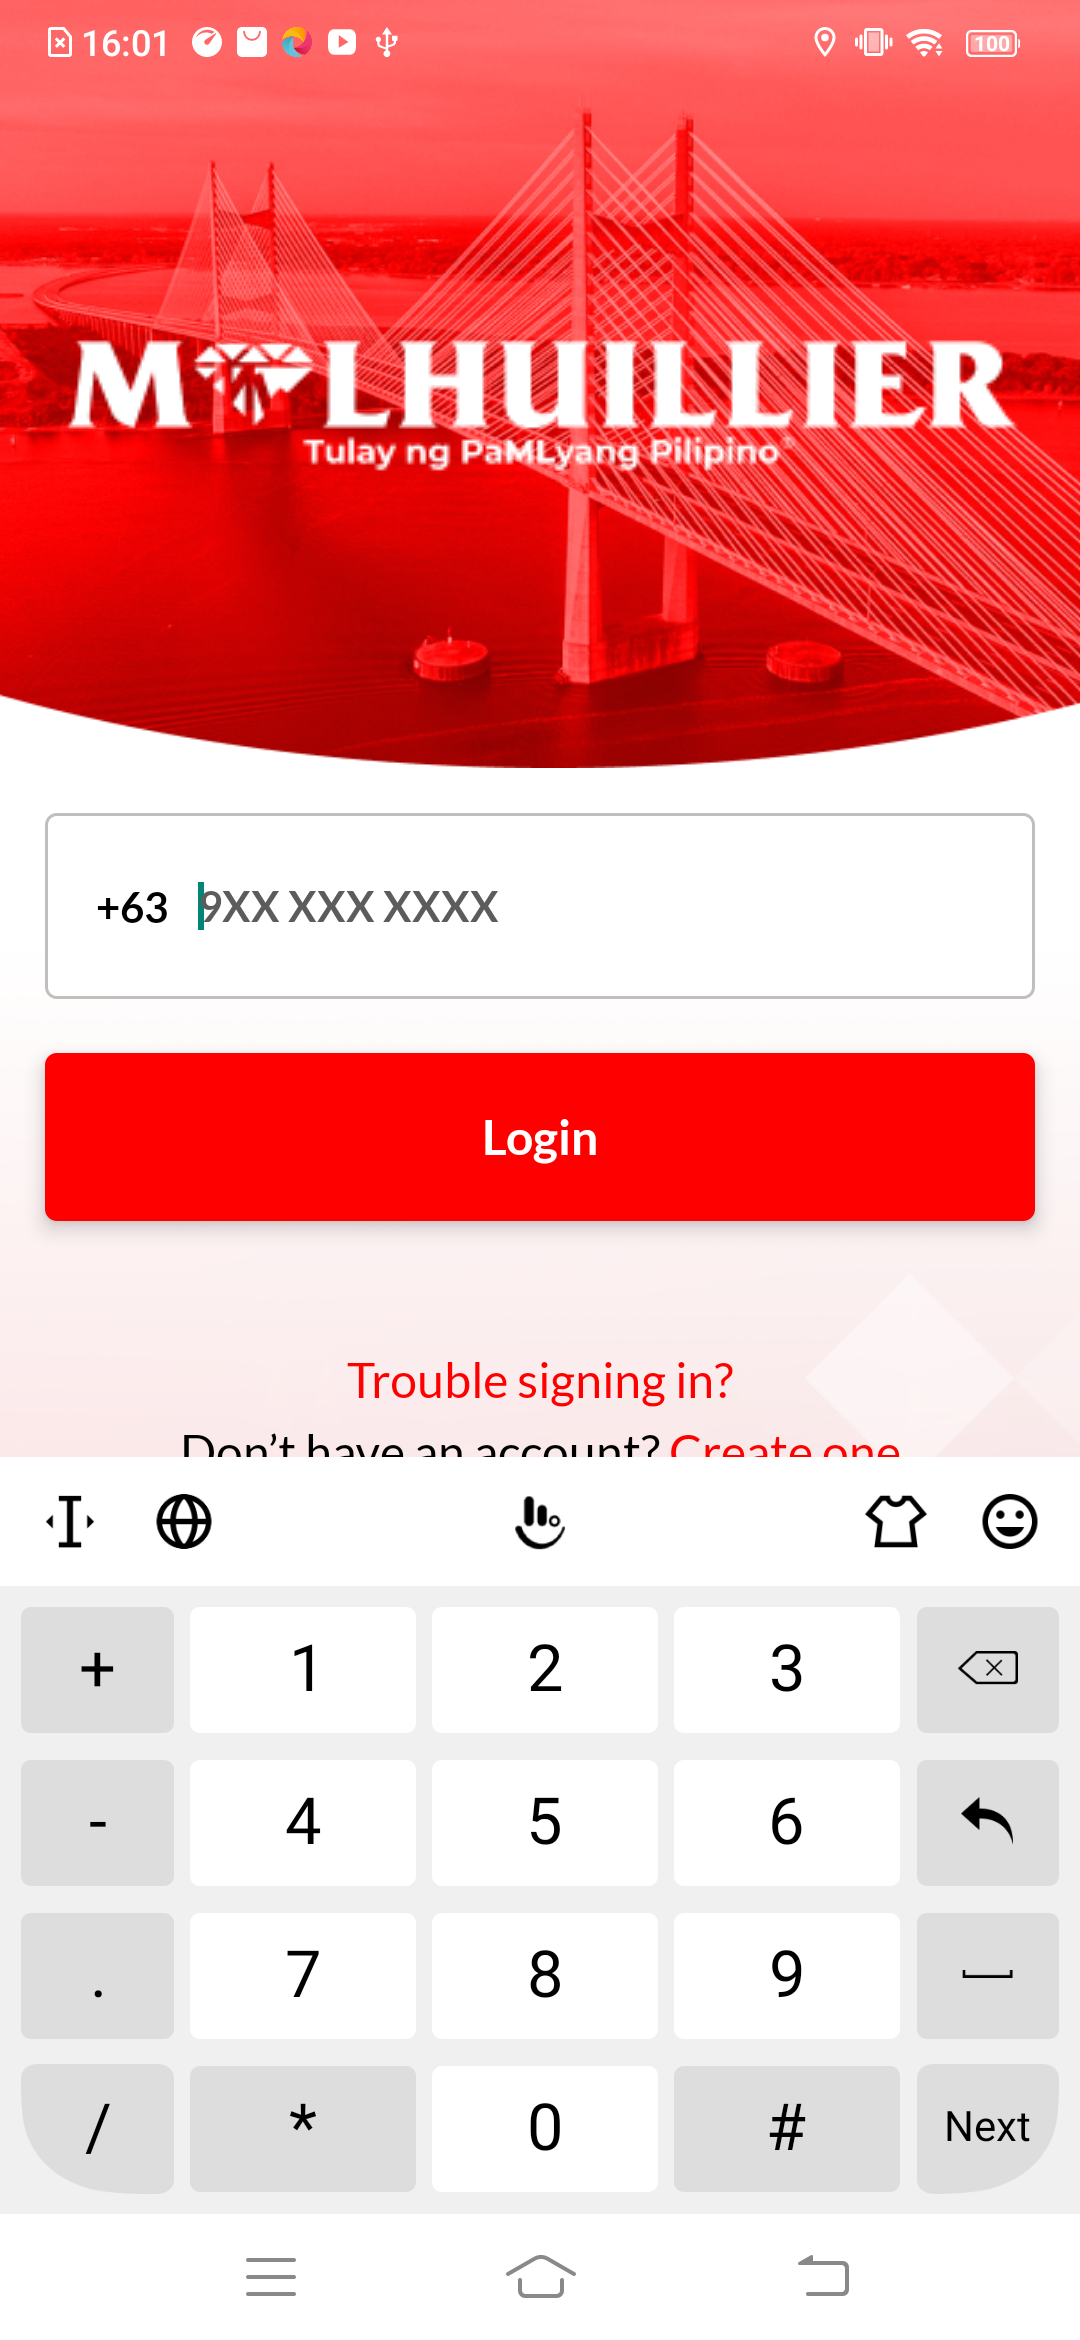 16:01
100
M LHUILLIER
Tulay ng PaMLyang Pilipino®
+63 9XX XXX XXXX
Login
Trouble signing in?
Don’t have an account? Create one
+ 1 2 3
- 4 5 6
. 7 8 9
/ * 0 # Next